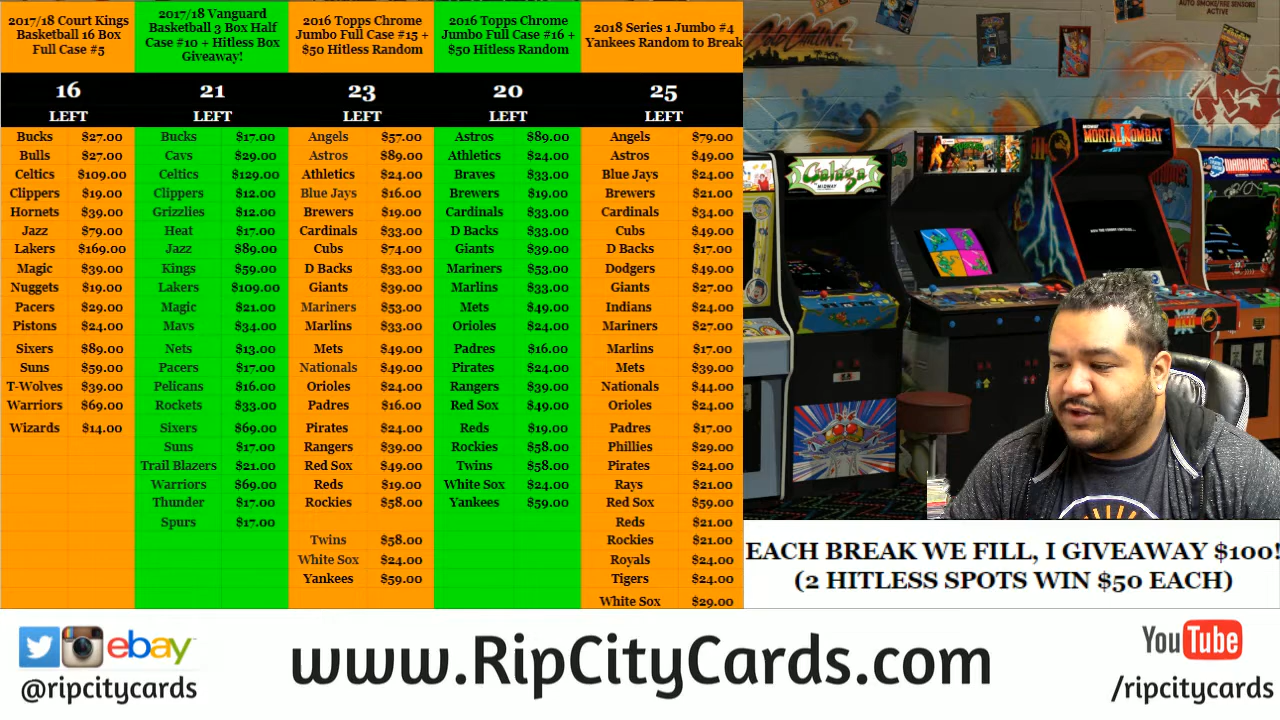 2017/18 Court Kings
Basketball 16 Box
Full Case #5
16
LEFT
Bucks $27.00
Bulls $27.00
Celtics $109.00
Clippers $19.00
Hornets $39.00
Jazz $79.00
Lakers $169.00
Magic $39.00
Nuggets $19.00
Pacers $29.00
Pistons $24.00
Sixers $89.00
Suns $59.00
T-Wolves $39.00
Warriors $69.00
Wizards $14.00
2017/18 Vanguard
Basketball 3 Box Half
Case #10 + Hitless Box
Giveaway!
21
LEFT
Bucks $17.00
Cavs $29.00
Celtics $129.00
Clippers $12.00
Grizzlies $12.00
Heat $17.00
Jazz $89.00
Kings $59.00
Lakers $109.00
Magic $21.00
Mavs $34.00
Nets $13.00
Pacers $17.00
Pelicans $16.00
Rockets $33.00
Sixers $69.00
Suns $17.00
Trail Blazers $21.00
Warriors $69.00
Thunder $17.00
Spurs $17.00
2016 Topps Chrome
Jumbo Full Case #15 +
$50 Hitless Random
23
LEFT
Angels $57.00
Astros $89.00
Athletics $24.00
Blue Jays $16.00
Brewers $19.00
Cardinals $33.00
Cubs $74.00
D Backs $33.00
Giants $39.00
Mariners $53.00
Marlins $33.00
Mets $49.00
Nationals $49.00
Orioles $24.00
Padres $16.00
Pirates $24.00
Rangers $39.00
Red Sox $49.00
Reds $19.00
Rockies $58.00
Twins $58.00
White Sox $24.00
Yankees $59.00
2016 Topps Chrome
Jumbo Full Case #16 +
$50 Hitless Random
20
LEFT
Astros $89.00
Athletics $24.00
Braves $33.00
Brewers $19.00
Cardinals $33.00
D Backs $33.00
Giants $39.00
Mariners $53.00
Marlins $33.00
Mets $49.00
Orioles $24.00
Padres $16.00
Pirates $24.00
Rangers $39.00
Red Sox $49.00
Reds $19.00
Rockies $58.00
Twins $58.00
White Sox $24.00
Yankees $59.00
2018 Series 1 Jumbo #4
Yankees Random to Break
25
LEFT
Angels $79.00
Astros $49.00
Blue Jays $24.00
Brewers $21.00
Cardinals $34.00
Cubs $49.00
D Backs $17.00
Dodgers $49.00
Giants $27.00
Indians $24.00
Mariners $27.00
Marlins $17.00
Mets $39.00
Nationals $44.00
Orioles $24.00
Padres $17.00
Phillies $29.00
Pirates $24.00
Rays $21.00
Red Sox $59.00
Reds $21.00
Rockies $21.00
Royals $24.00
Tigers $24.00
White Sox $29.00
AUTO SMOKE/KEE SENSORS
ACTIVE
Galaga
MIDWAY
MIDWAY
MORTAL KOMBAT
MARIO BROS.
EACH BREAK WE FILL, I GIVEAWAY $100!
(2 HITLESS SPOTS WIN $50 EACH)
ebay
@ripcitycards
www.RipCityCards.com
YouTube
/ripcitycards